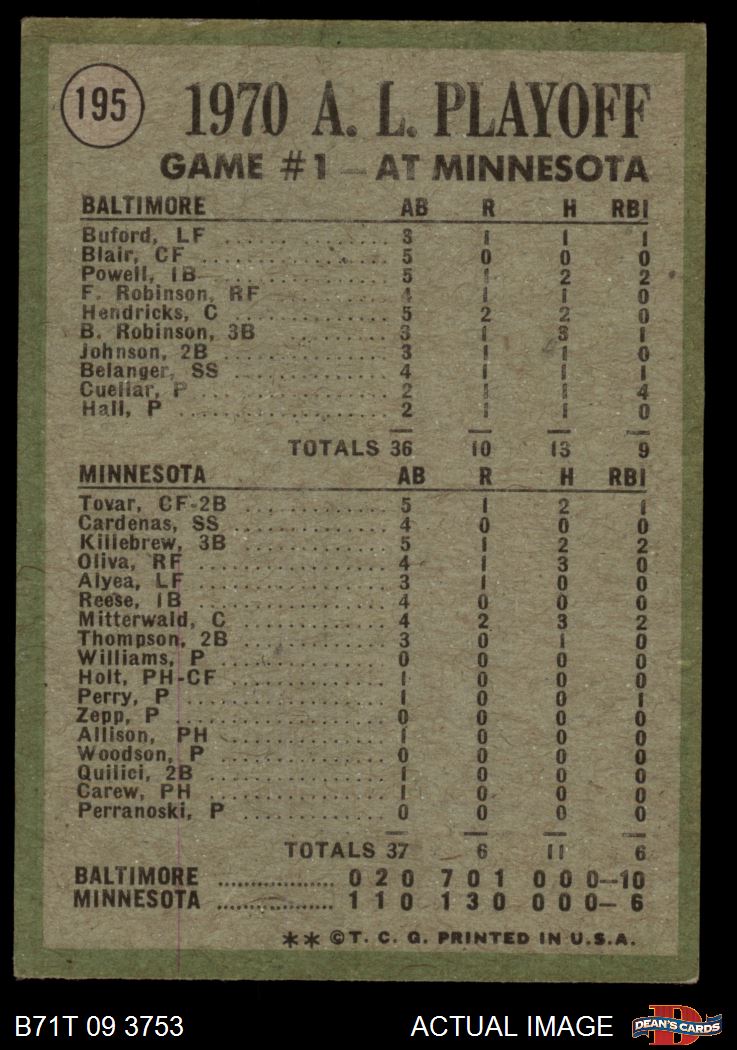 195
1970 A. L. PLAYOFF
GAME #1 — AT MINNESOTA
BALTIMORE AB R H RBI
Buford, LF .......... 3 1 1 1
Blair, CF .......... 5 0 0 0
Powell, 1B .......... 5 1 2 2
F. Robinson, RF .......... 4 1 1 0
Hendricks, C .......... 5 2 2 0
B. Robinson, 3B .......... 3 1 3 1
Johnson, 2B .......... 3 1 1 0
Belanger, SS .......... 4 1 1 1
Cuellar, P .......... 2 1 1 4
Hall, P .......... 2 1 1 0
TOTALS 36 10 13 9
MINNESOTA AB R H RBI
Tovar, CF-2B .......... 5 1 2 1
Cardenas, SS .......... 4 0 0 0
Killebrew, 3B .......... 5 1 2 2
Oliva, RF .......... 4 1 3 0
Alyea, LF .......... 3 1 0 0
Reese, 1B .......... 4 0 0 0
Mitterwald, C .......... 4 2 3 2
Thompson, 2B .......... 3 0 1 0
Williams, P .......... 0 0 0 0
Holt, PH-CF .......... 1 0 0 0
Perry, P .......... 1 0 0 1
Zepp, P .......... 0 0 0 0
Allison, PH .......... 1 0 0 0
Woodson, P .......... 0 0 0 0
Quilici, 2B .......... 1 0 0 0
Carew, PH .......... 1 0 0 0
Perranoski, P .......... 0 0 0 0
TOTALS 37 6 11 6
BALTIMORE .......... 0 2 0 7 0 1 0 0 0—10
MINNESOTA .......... 1 1 0 1 3 0 0 0 0— 6
** ©T. C. G. PRINTED IN U.S.A.
B71T 09 3753 ACTUAL IMAGE DEAN'S CARDS